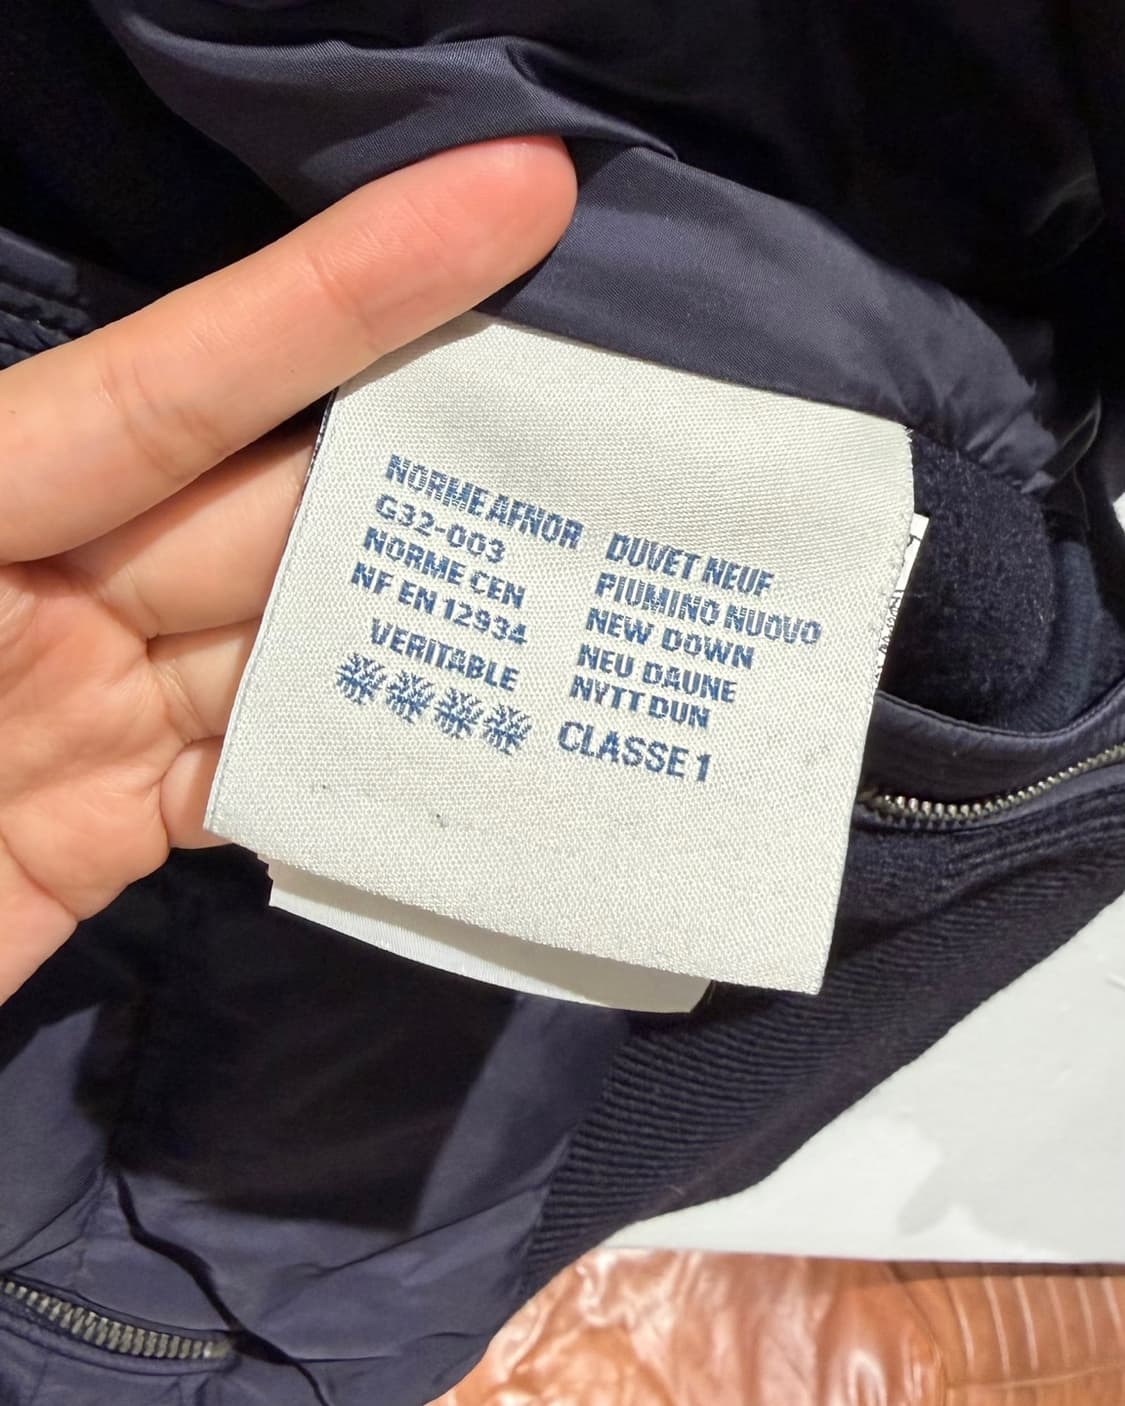 NORME AFNOR
G32-003
NORME CEN
NF EN 12934
VERITABLE
DUVET NEUF
PIUMINO NUOVO
NEW DOWN
NEU DAUNE
NYTT DUN
CLASSE 1